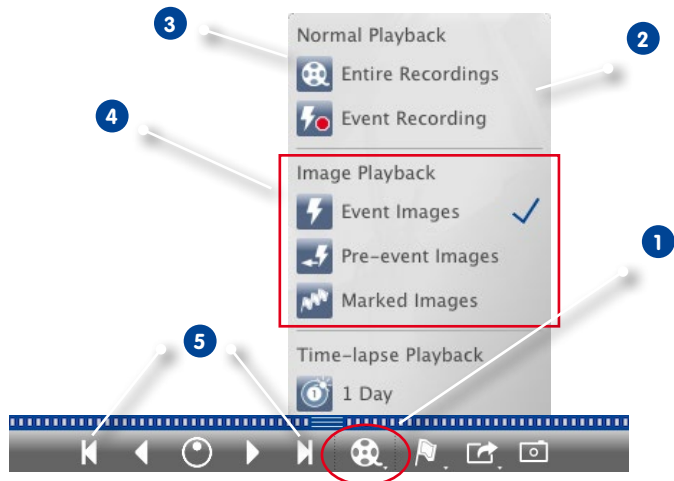 3
Normal Playback
2
Entire Recordings
4
Event Recording
Image Playback
Event Images
1
Pre-event Images
Marked Images
5
Time-lapse Playback
1
1 Day